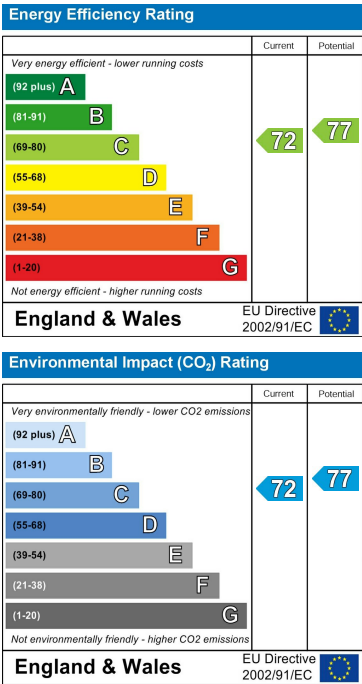 Energy Efficiency Rating
Current Potential
Very energy efficient - lower running costs
(92 plus) A
(81-91) B
(69-80) C
(55-68) D
(39-54) E
(21-38) F
(1-20) G
72 77
Not energy efficient - higher running costs
England & Wales
EU Directive
2002/91/EC
Environmental Impact (CO₂) Rating
Current Potential
Very environmentally friendly - lower CO2 emissions
(92 plus) A
(81-91) B
(69-80) C
(55-68) D
(39-54) E
(21-38) F
(1-20) G
72 77
Not environmentally friendly - higher CO2 emissions
England & Wales
EU Directive
2002/91/EC